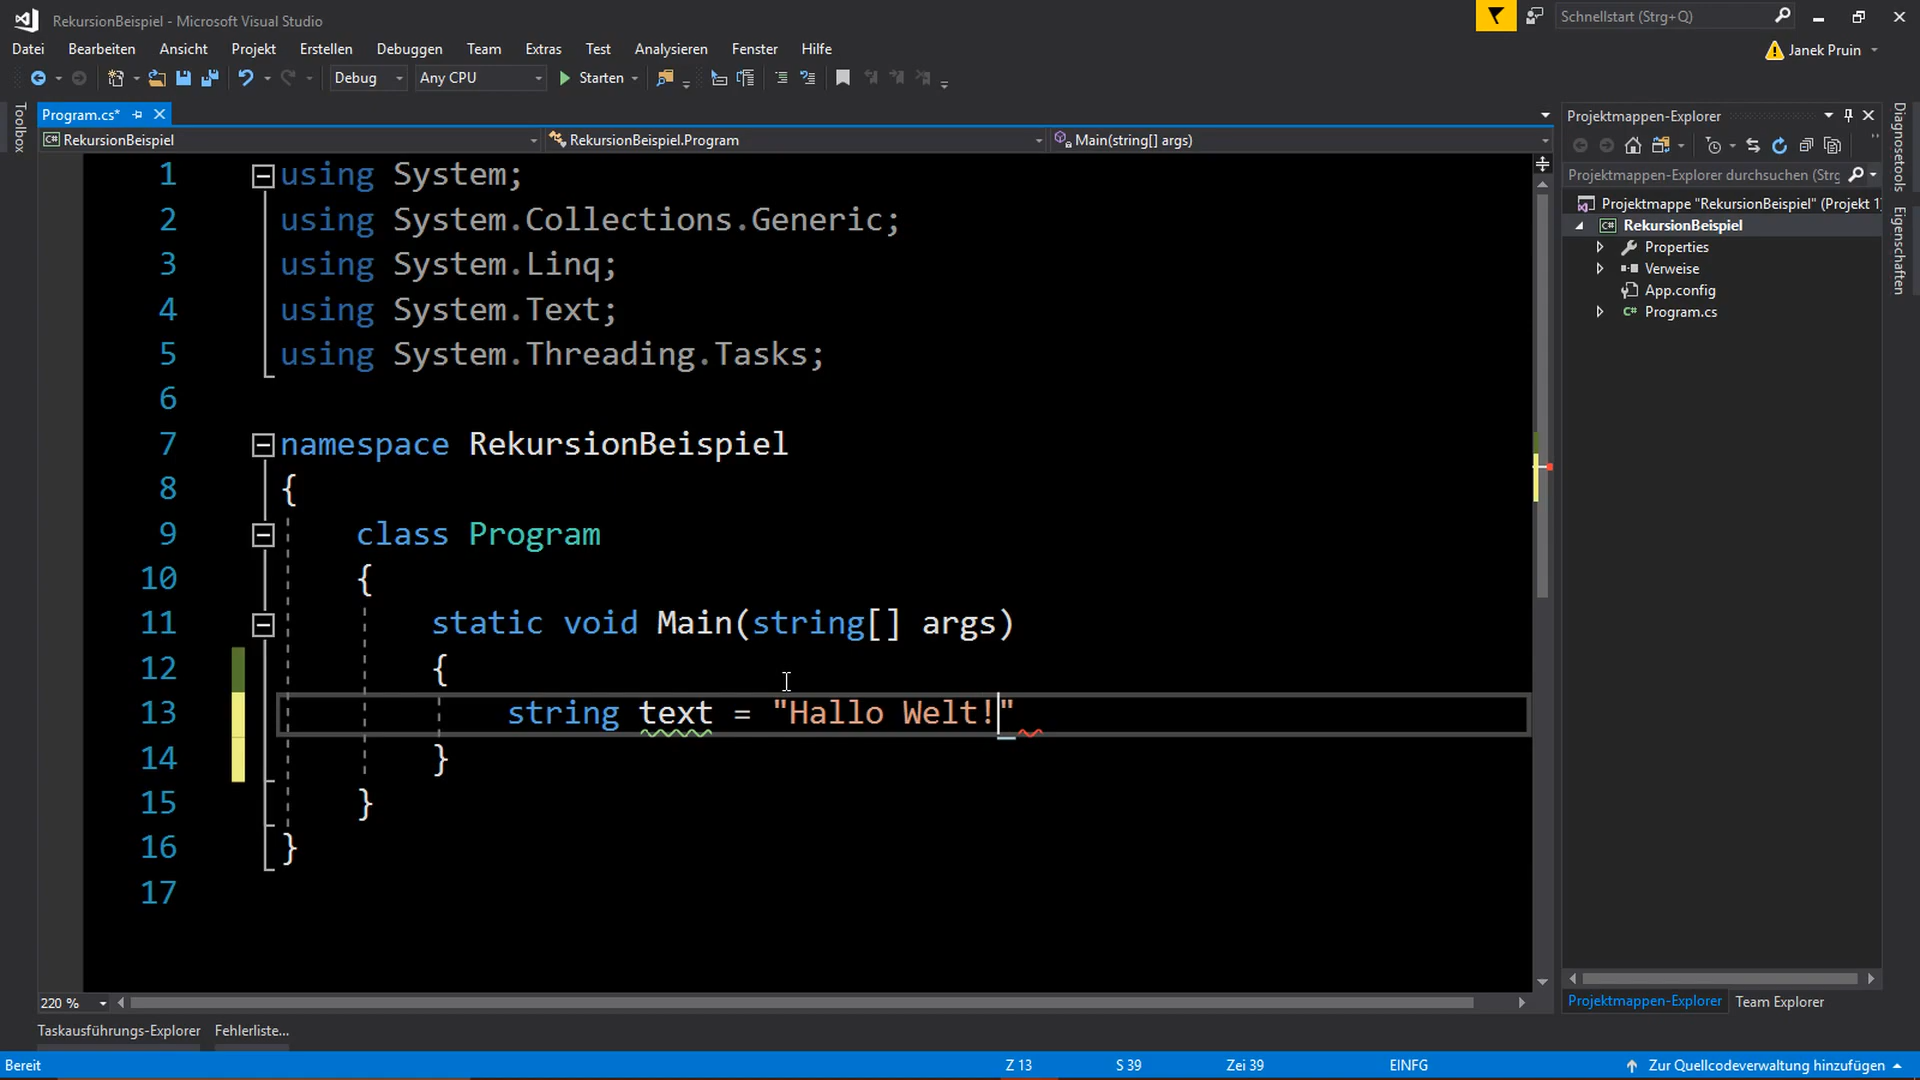 RekursionBeispiel - Microsoft Visual Studio
Schnellstart (Strg+Q)
Datei Bearbeiten Ansicht Projekt Erstellen Debuggen Team Extras Test Analysieren Fenster Hilfe
Janek Pruin
Debug Any CPU Starten
Toolbox
Program.cs*
RekursionBeispiel RekursionBeispiel.Program Main(string[] args)
1 using System;
2 using System.Collections.Generic;
3 using System.Linq;
4 using System.Text;
5 using System.Threading.Tasks;
6
7 namespace RekursionBeispiel
8 {
9 class Program
10 {
11 static void Main(string[] args)
12 {
13 string text = "Hallo Welt!"
14 }
15 }
16 }
17
220 %
Projektmappen-Explorer
Projektmappen-Explorer durchsuchen (Strg
Projektmappe "RekursionBeispiel" (Projekt 1)
C# RekursionBeispiel
Properties
Verweise
App.config
C# Program.cs
Projektmappen-Explorer Team Explorer
Diagnosetools
Eigenschaften
Taskausführungs-Explorer Fehlerliste...
Bereit Z 13 S 39 Zei 39 EINFG Zur Quellcodeverwaltung hinzufügen